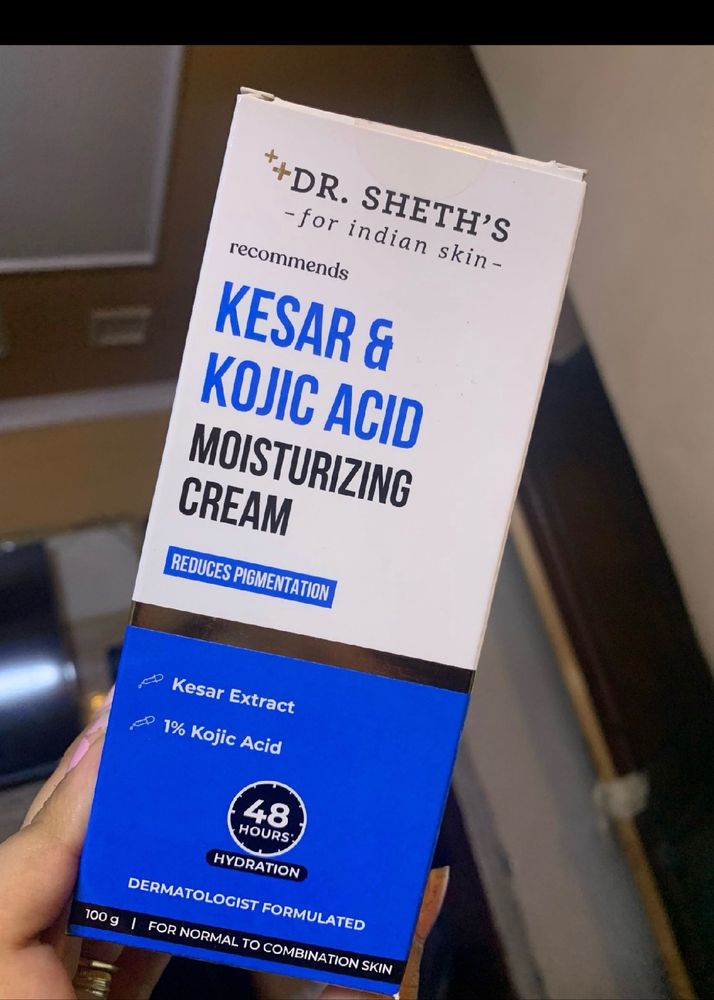 DR. SHETH'S
-for indian skin-
recommends
KESAR &
KOJIC ACID
MOISTURIZING
CREAM
REDUCES PIGMENTATION
Kesar Extract
1% Kojic Acid
48
HOURS*
HYDRATION
DERMATOLOGIST FORMULATED
100 g | FOR NORMAL TO COMBINATION SKIN